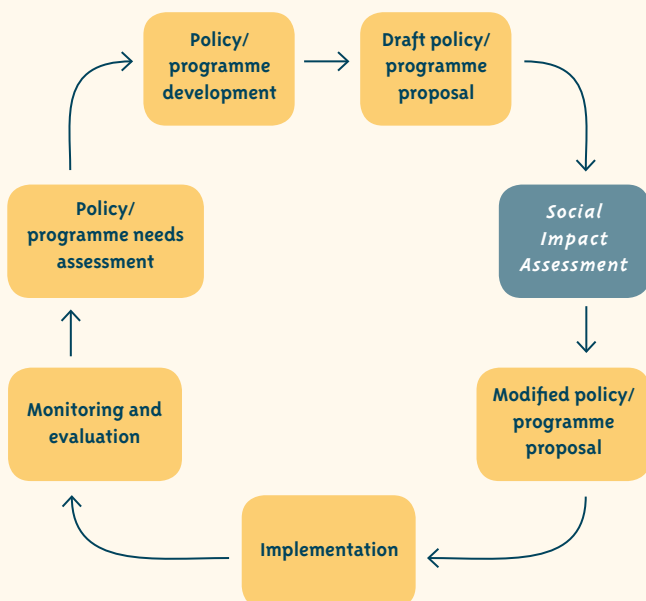 Policy/
programme
development
Draft policy/
programme
proposal
Social
Impact
Assessment
Modified policy/
programme
proposal
Implementation
Monitoring and
evaluation
Policy/
programme needs
assessment